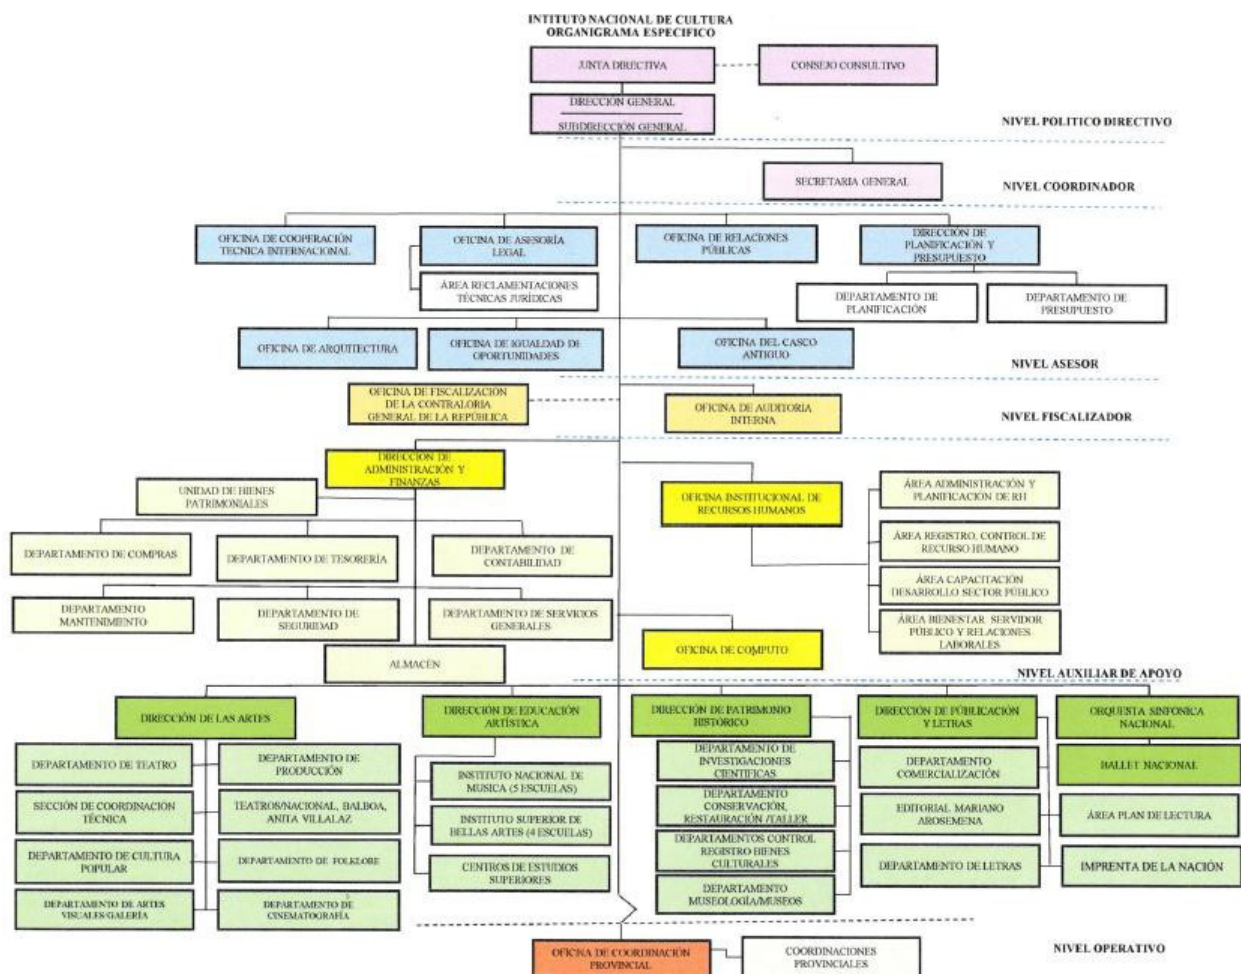 INTITUTO NACIONAL DE CULTURA
ORGANIGRAMA ESPECIFICO
JUNTA DIRECTIVA
CONSEJO CONSULTIVO
DIRECCIÓN GENERAL
SUBDIRECCIÓN GENERAL
NIVEL POLITICO DIRECTIVO
SECRETARIA GENERAL
NIVEL COORDINADOR
OFICINA DE COOPERACIÓN
TECNICA INTERNACIONAL
OFICINA DE ASESORÍA
LEGAL
OFICINA DE RELACIONES
PÚBLICAS
DIRECCIÓN DE
PLANIFICACIÓN Y
PRESUPUESTO
ÁREA RECLAMENTACIONES
TÉCNICAS JURÍDICAS
DEPARTAMENTO DE
PLANIFICACIÓN
DEPARTAMENTO DE
PRESUPUESTO
OFICINA DE ARQUITECTURA
OFICINA DE IGUALDAD DE
OPORTUNIDADES
OFICINA DEL CASCO
ANTIGUO
NIVEL ASESOR
OFICINA DE FISCALIZACIÓN
DE LA CONTRALORIA
GENERAL DE LA REPÚBLICA
OFICINA DE AUDITORIA
INTERNA
NIVEL FISCALIZADOR
DIRECCIÓN DE
ADMINISTRACIÓN Y
FINANZAS
UNIDAD DE BIENES
PATRIMONIALES
OFICINA INSTITUCIONAL DE
RECURSOS HUMANOS
ÁREA ADMINISTRACIÓN Y
PLANIFICACIÓN DE RH
DEPARTAMENTO DE COMPRAS
DEPARTAMENTO DE TESORERÍA
DEPARTAMENTO DE
CONTABILIDAD
ÁREA REGISTRO, CONTROL DE
RECURSO HUMANO
ÁREA CAPACITACIÓN
DESARROLLO SECTOR PÚBLICO
DEPARTAMENTO
MANTENIMIENTO
DEPARTAMENTO DE
SEGURIDAD
DEPARTAMENTO DE SERVICIOS
GENERALES
ÁREA BIENESTAR SERVIDOR
PÚBLICO Y RELACIONES
LABORALES
ALMACÉN
OFICINA DE COMPUTO
NIVEL AUXILIAR DE APOYO
DIRECCIÓN DE LAS ARTES
DIRECCIÓN DE EDUCACIÓN
ARTÍSTICA
DIRECCIÓN DE PATRIMONIO
HISTÓRICO
DIRECCIÓN DE PÚBLICACIÓN
Y LETRAS
ORQUESTA SINFONICA
NACIONAL
DEPARTAMENTO DE TEATRO
DEPARTAMENTO DE
PRODUCCIÓN
INSTITUTO NACIONAL DE
MUSICA (5 ESCUELAS)
DEPARTAMENTO DE
INVESTIGACIONES
CIENTIFICAS
DEPARTAMENTO
COMERCIALIZACIÓN
BALLET NACIONAL
SECCIÓN DE COORDINACIÓN
TÉCNICA
TEATROS/NACIONAL, BALBOA,
ANITA VILLALAZ
INSTITUTO SUPERIOR DE
BELLAS ARTES (4 ESCUELAS)
DEPARTAMENTO
CONSERVACIÓN,
RESTAURACIÓN /TALLER
EDITORIAL MARIANO
AROSEMENA
ÁREA PLAN DE LECTURA
DEPARTAMENTO DE CULTURA
POPULAR
DEPARTAMENTO DE FOLKLORE
CENTROS DE ESTUDIOS
SUPERIORES
DEPARTAMENTOS CONTROL
REGISTRO BIENES
CULTURALES
DEPARTAMENTO DE LETRAS
IMPRENTA DE LA NACIÓN
DEPARTAMENTO DE ARTES
VISUALES/GALERÍA
DEPARTAMENTO DE
CINEMATOGRAFÍA
DEPARTAMENTO
MUSEOLOGÍA/MUSEOS
OFICINA DE COORDINACIÓN
PROVINCIAL
COORDINACIONES
PROVINCIALES
NIVEL OPERATIVO